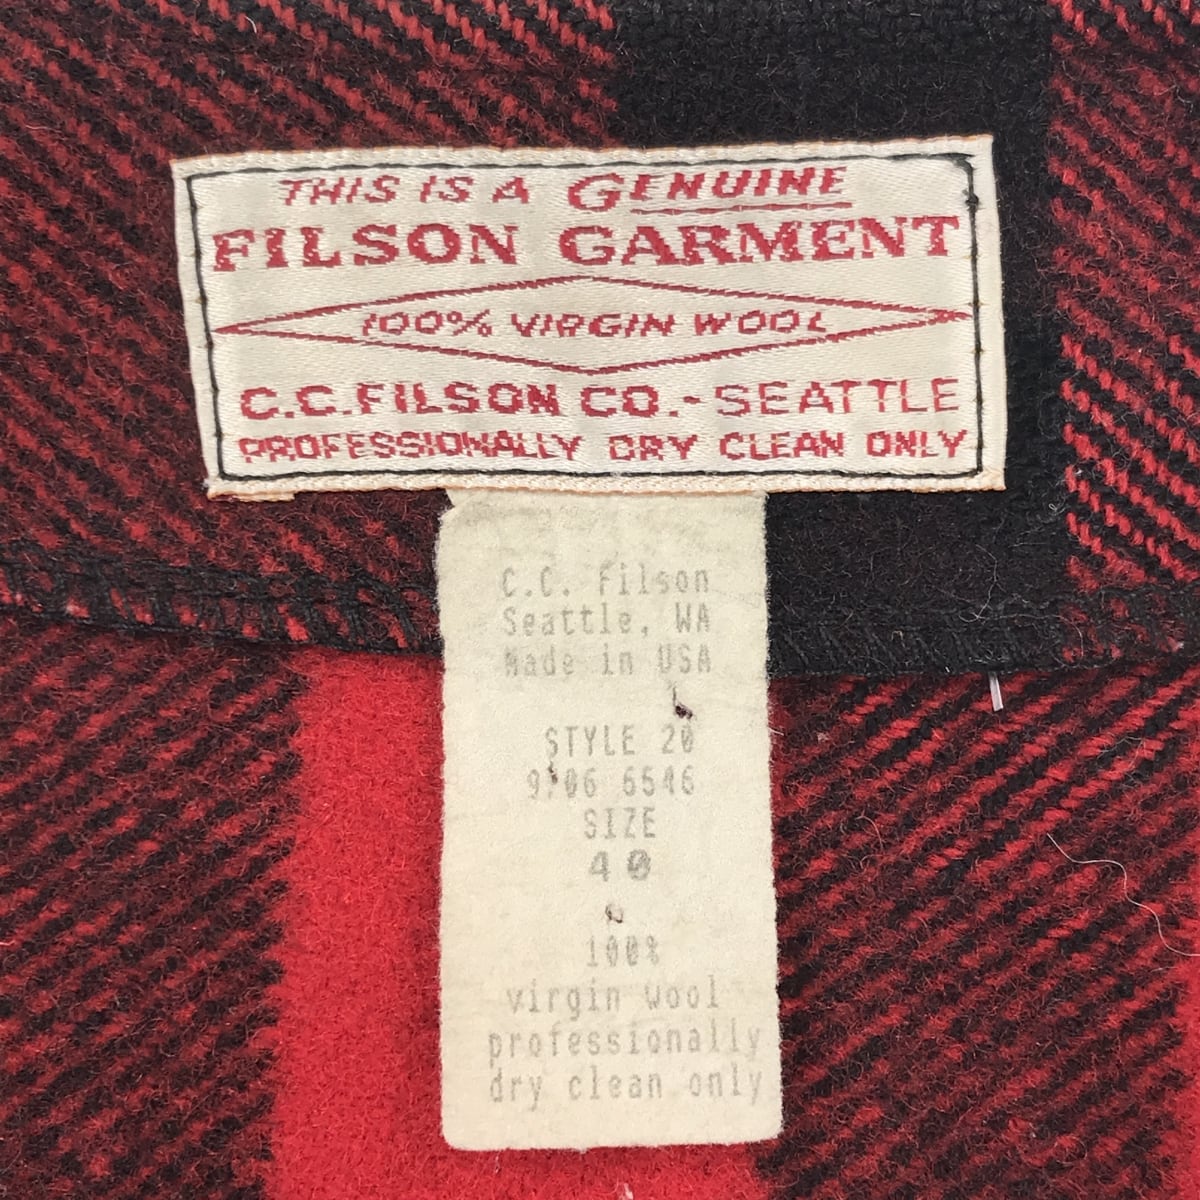 THIS IS A GENUINE
FILSON GARMENT
100% VIRGIN WOOL
C.C.FILSON CO.-SEATTLE
PROFESSIONALLY DRY CLEAN ONLY
C.C. Filson
Seattle, WA
Made in USA
STYLE 20
6546
SIZE
40
100%
virgin wool
professionally
dry clean only